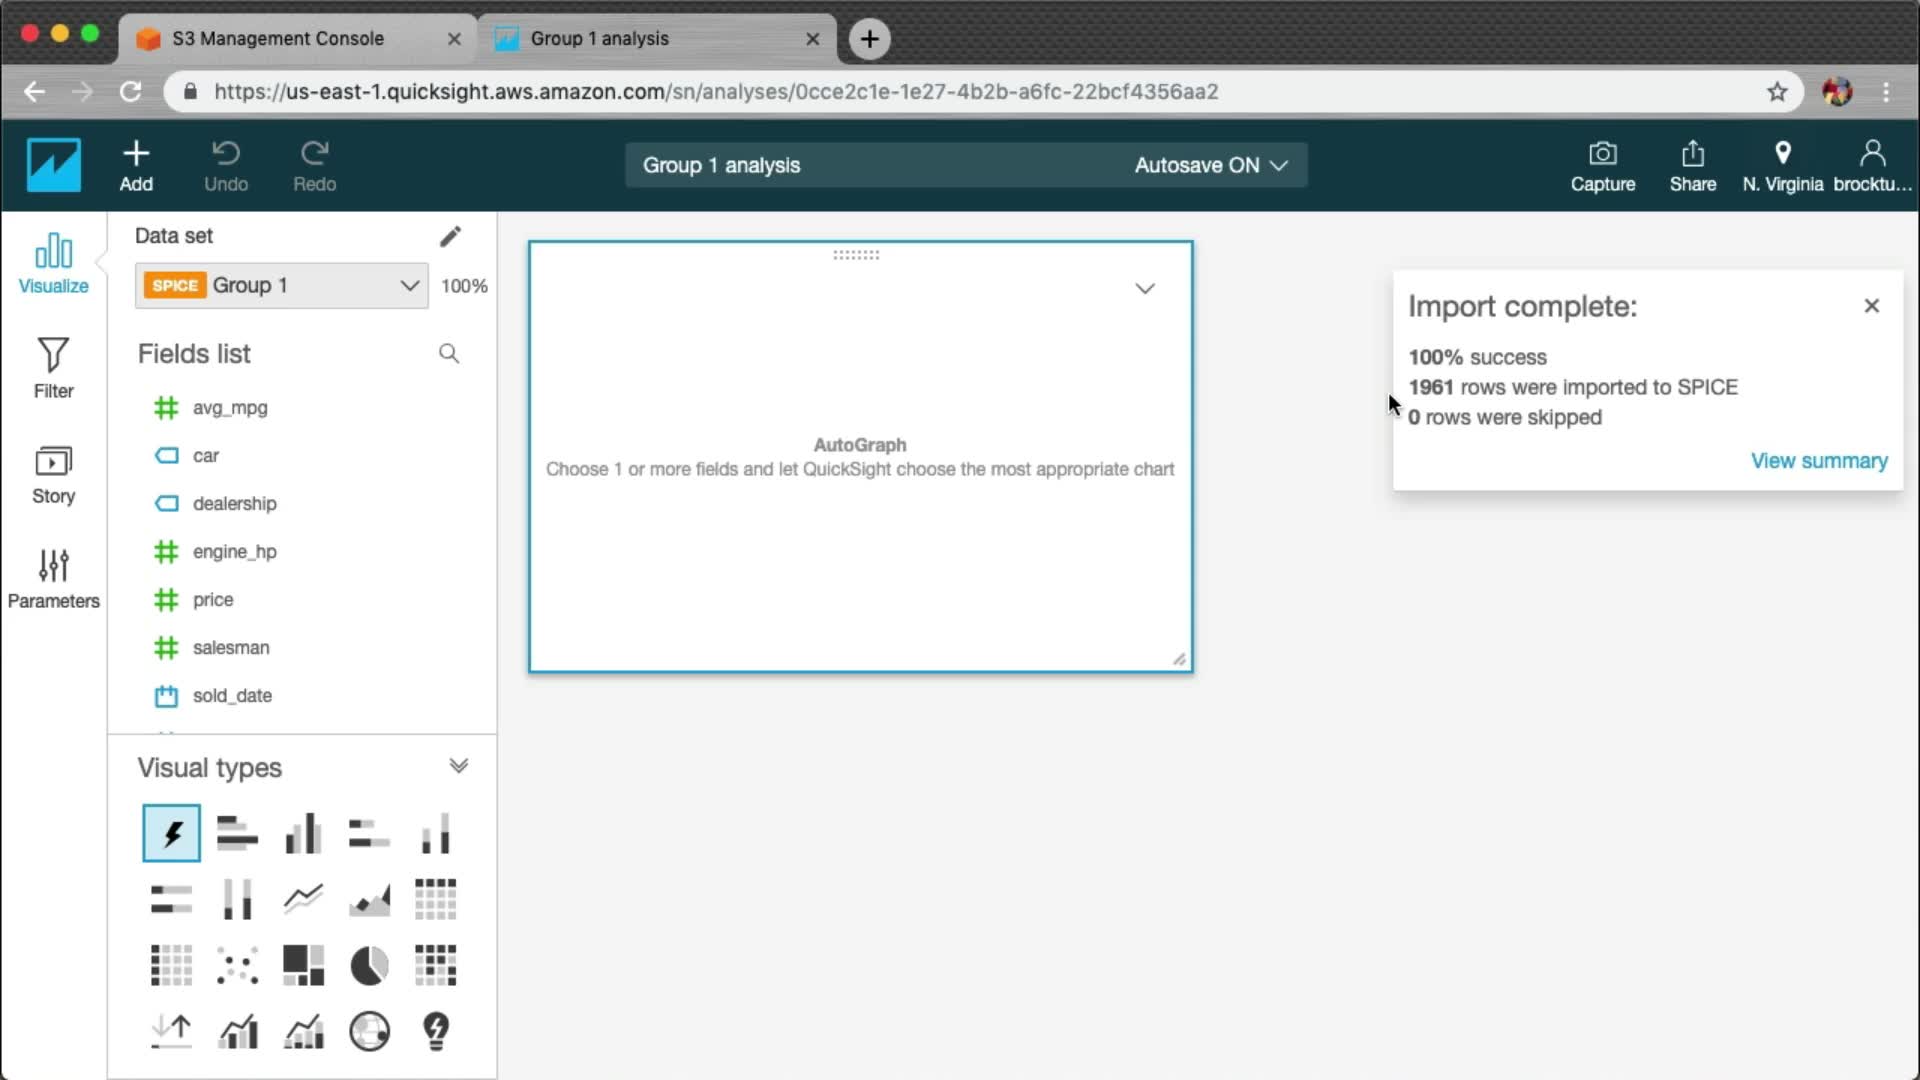 S3 Management Console
Group 1 analysis
https://us-east-1.quicksight.aws.amazon.com/sn/analyses/0cce2c1e-1e27-4b2b-a6fc-22bcf4356aa2
Add
Undo
Redo
Group 1 analysis
Autosave ON
Capture
Share
N. Virginia
brocktu...
Visualize
Filter
Story
Parameters
Data set
SPICE Group 1
100%
Fields list
avg_mpg
car
dealership
engine_hp
price
salesman
sold_date
Visual types
AutoGraph
Choose 1 or more fields and let QuickSight choose the most appropriate chart
Import complete:
100% success
1961 rows were imported to SPICE
0 rows were skipped
View summary